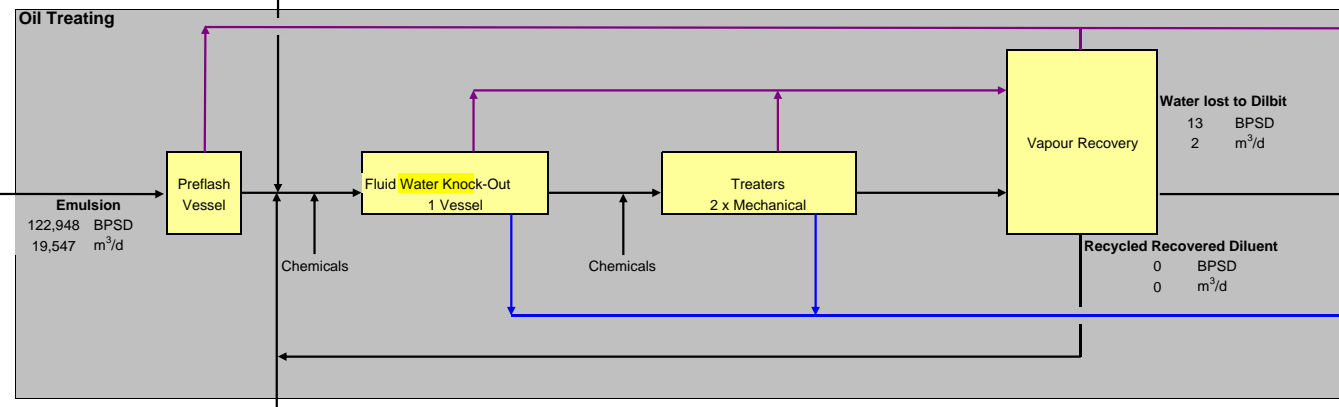 Oil Treating
Water lost to Dilbit
13 BPSD
2 m³/d
Vapour Recovery
Preflash
Vessel
Fluid Water Knock-Out
1 Vessel
Treaters
2 x Mechanical
Emulsion
122,948 BPSD
19,547 m³/d
Chemicals
Chemicals
Recycled Recovered Diluent
0 BPSD
0 m³/d